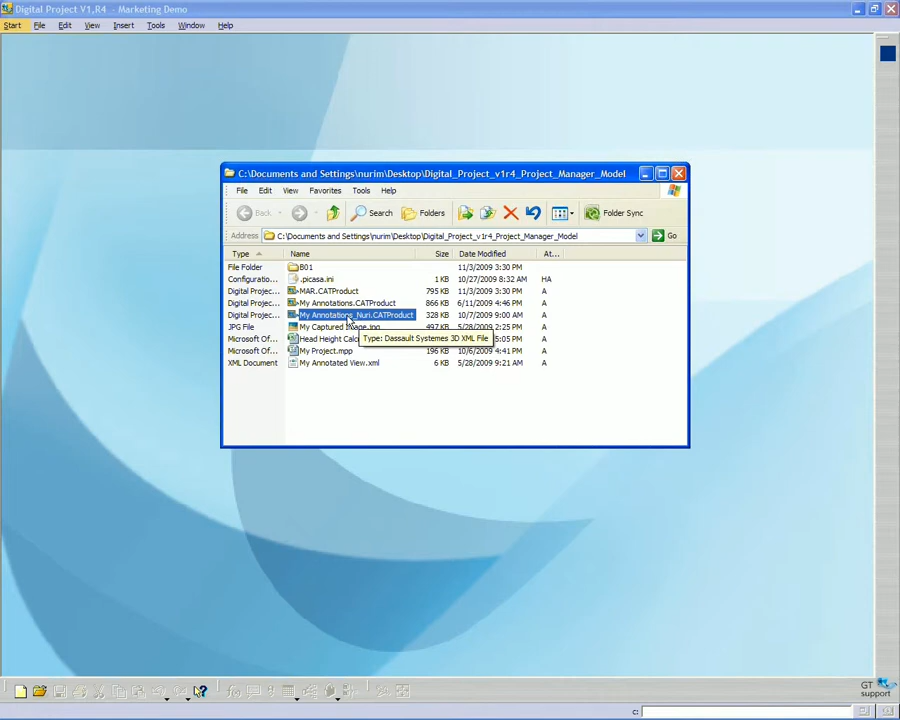 Digital Project V1,R4 - Marketing Demo
Start File Edit View Insert Tools Window Help
C:\Documents and Settings\nurim\Desktop\Digital_Project_v1r4_Project_Manager_Model
File Edit View Favorites Tools Help
Back Search Folders Folder Sync
Address C:\Documents and Settings\nurim\Desktop\Digital_Project_v1r4_Project_Manager_Model Go
Type Name Size Date Modified At...
File Folder B01 11/3/2009 3:30 PM
Configuratio... .picasa.ini 1 KB 10/27/2009 8:32 AM HA
Digital Projec... MAR.CATProduct 795 KB 11/3/2009 3:30 PM A
Digital Projec... My Annotations.CATProduct 866 KB 6/11/2009 4:46 PM A
Digital Projec... My Annotations_Nuri.CATProduct 328 KB 10/7/2009 9:00 AM A
JPG File My Captured 497 KB 5/28/2009 2:25 PM A
Microsoft Of... Head Height Calc 5:05 PM A
Type: Dassault Systemes 3D XML File
Microsoft Of... My Project.mpp 196 KB 10/6/2009 4:41 PM A
XML Document My Annotated View.xml 6 KB 5/28/2009 9:21 AM A
GT
support
c: